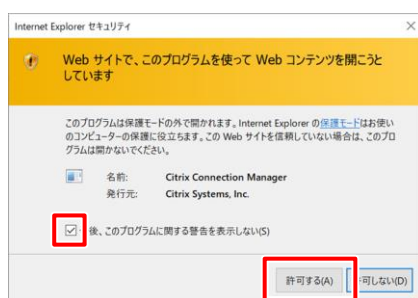 Internet Explorer セキュリティ
Web サイトで、このプログラムを使って Web コンテンツを開こうと
しています
このプログラムは保護モードの外で開かれます。Internet Explorer の保護モードはお使い
のコンピューターの保護に役立ちます。この Web サイトを信頼していない場合は、このプロ
グラムは開かないでください。
名前: Citrix Connection Manager
発行元: Citrix Systems, Inc.
後、このプログラムに関する警告を表示しない(S)
許可する(A) 可しない(D)